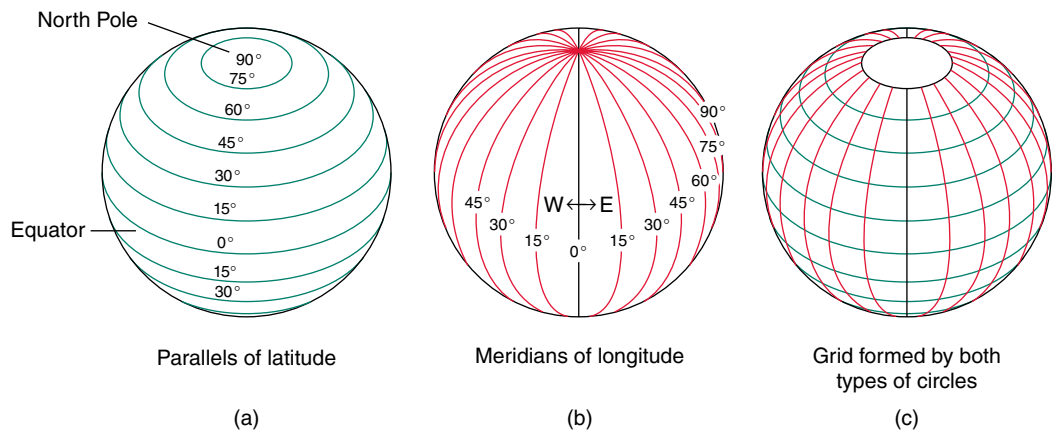 North Pole
90°
75°
60°
45°
30°
15°
Equator
0°
15°
30°
Parallels of latitude
(a)
90°
75°
60°
45°
30°
15°
W E
0°
15°
30°
45°
Meridians of longitude
(b)
Grid formed by both
types of circles
(c)